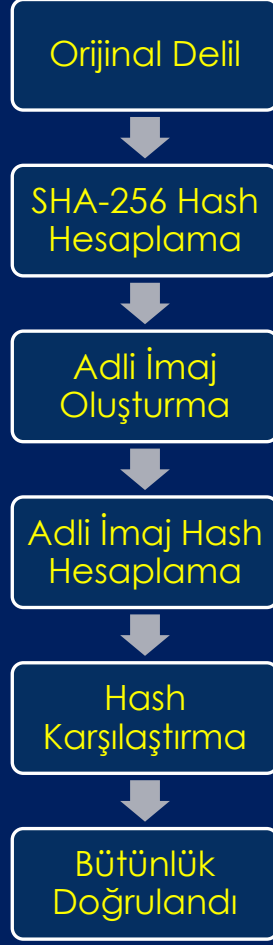 Orijinal Delil
SHA-256 Hash
Hesaplama
Adli İmaj
Oluşturma
Adli İmaj Hash
Hesaplama
Hash
Karşılaştırma
Bütünlük
Doğrulandı